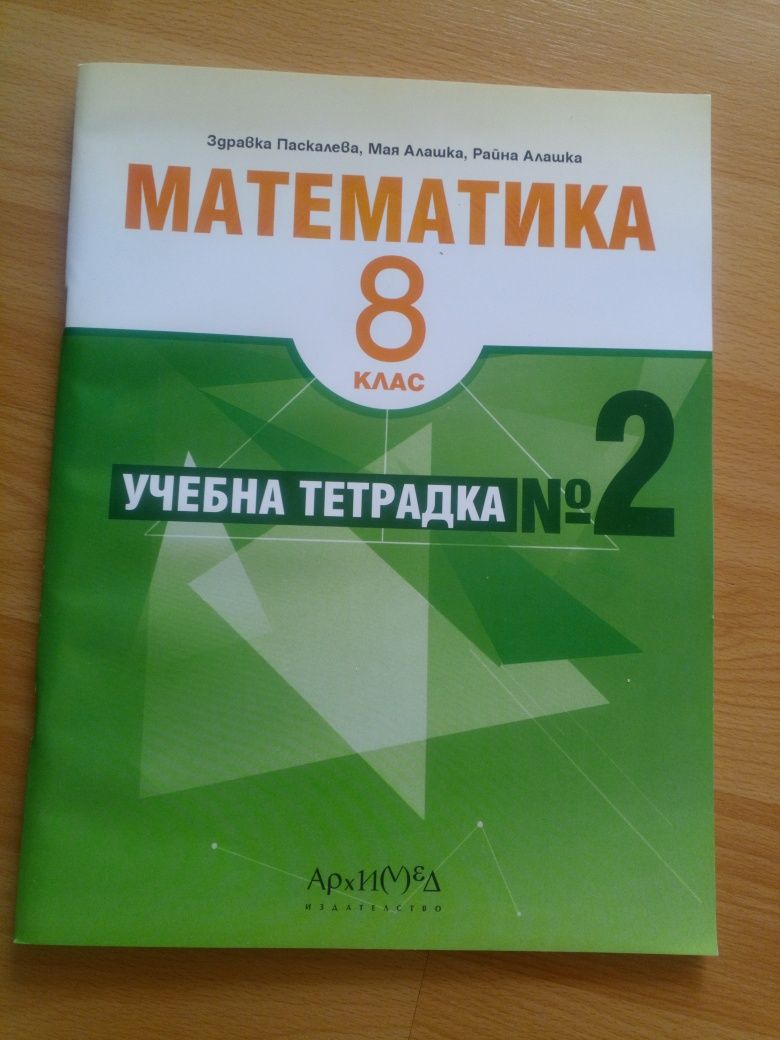 Здравка Паскалева, Мая Алашка, Райна Алашка
МАТЕМАТИКА
8
КЛАС
УЧЕБНА ТЕТРАДКА №2
АрхИмед
ИЗДАТЕЛСТВО